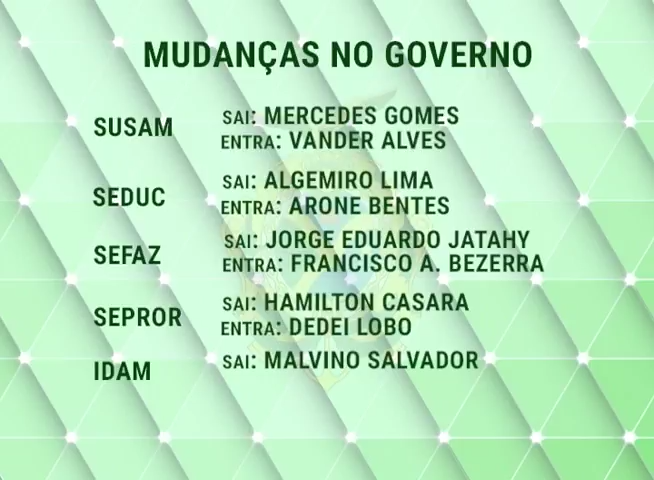 MUDANÇAS NO GOVERNO
SUSAM
SAI: MERCEDES GOMES
ENTRA: VANDER ALVES
SEDUC
SAI: ALGEMIRO LIMA
ENTRA: ARONE BENTES
SEFAZ
SAI: JORGE EDUARDO JATAHY
ENTRA: FRANCISCO A. BEZERRA
SEPROR
SAI: HAMILTON CASARA
ENTRA: DEDEI LOBO
IDAM
SAI: MALVINO SALVADOR